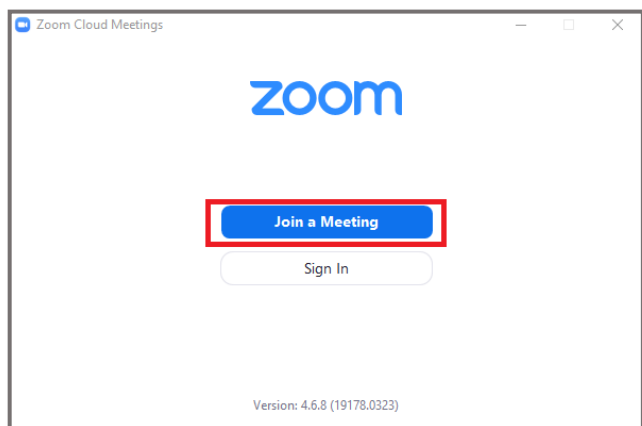 Zoom Cloud Meetings
zoom
Join a Meeting
Sign In
Version: 4.6.8 (19178.0323)